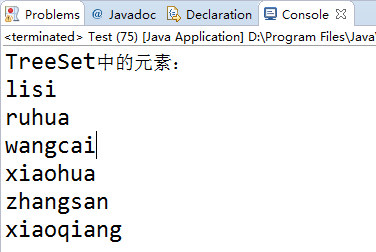 Problems @ Javadoc Declaration Console
<terminated> Test (75) [Java Application] D:\Program Files\Java\
TreeSet中的元素:
lisi
ruhua
wangcai
xiaohua
zhangsan
xiaoqiang